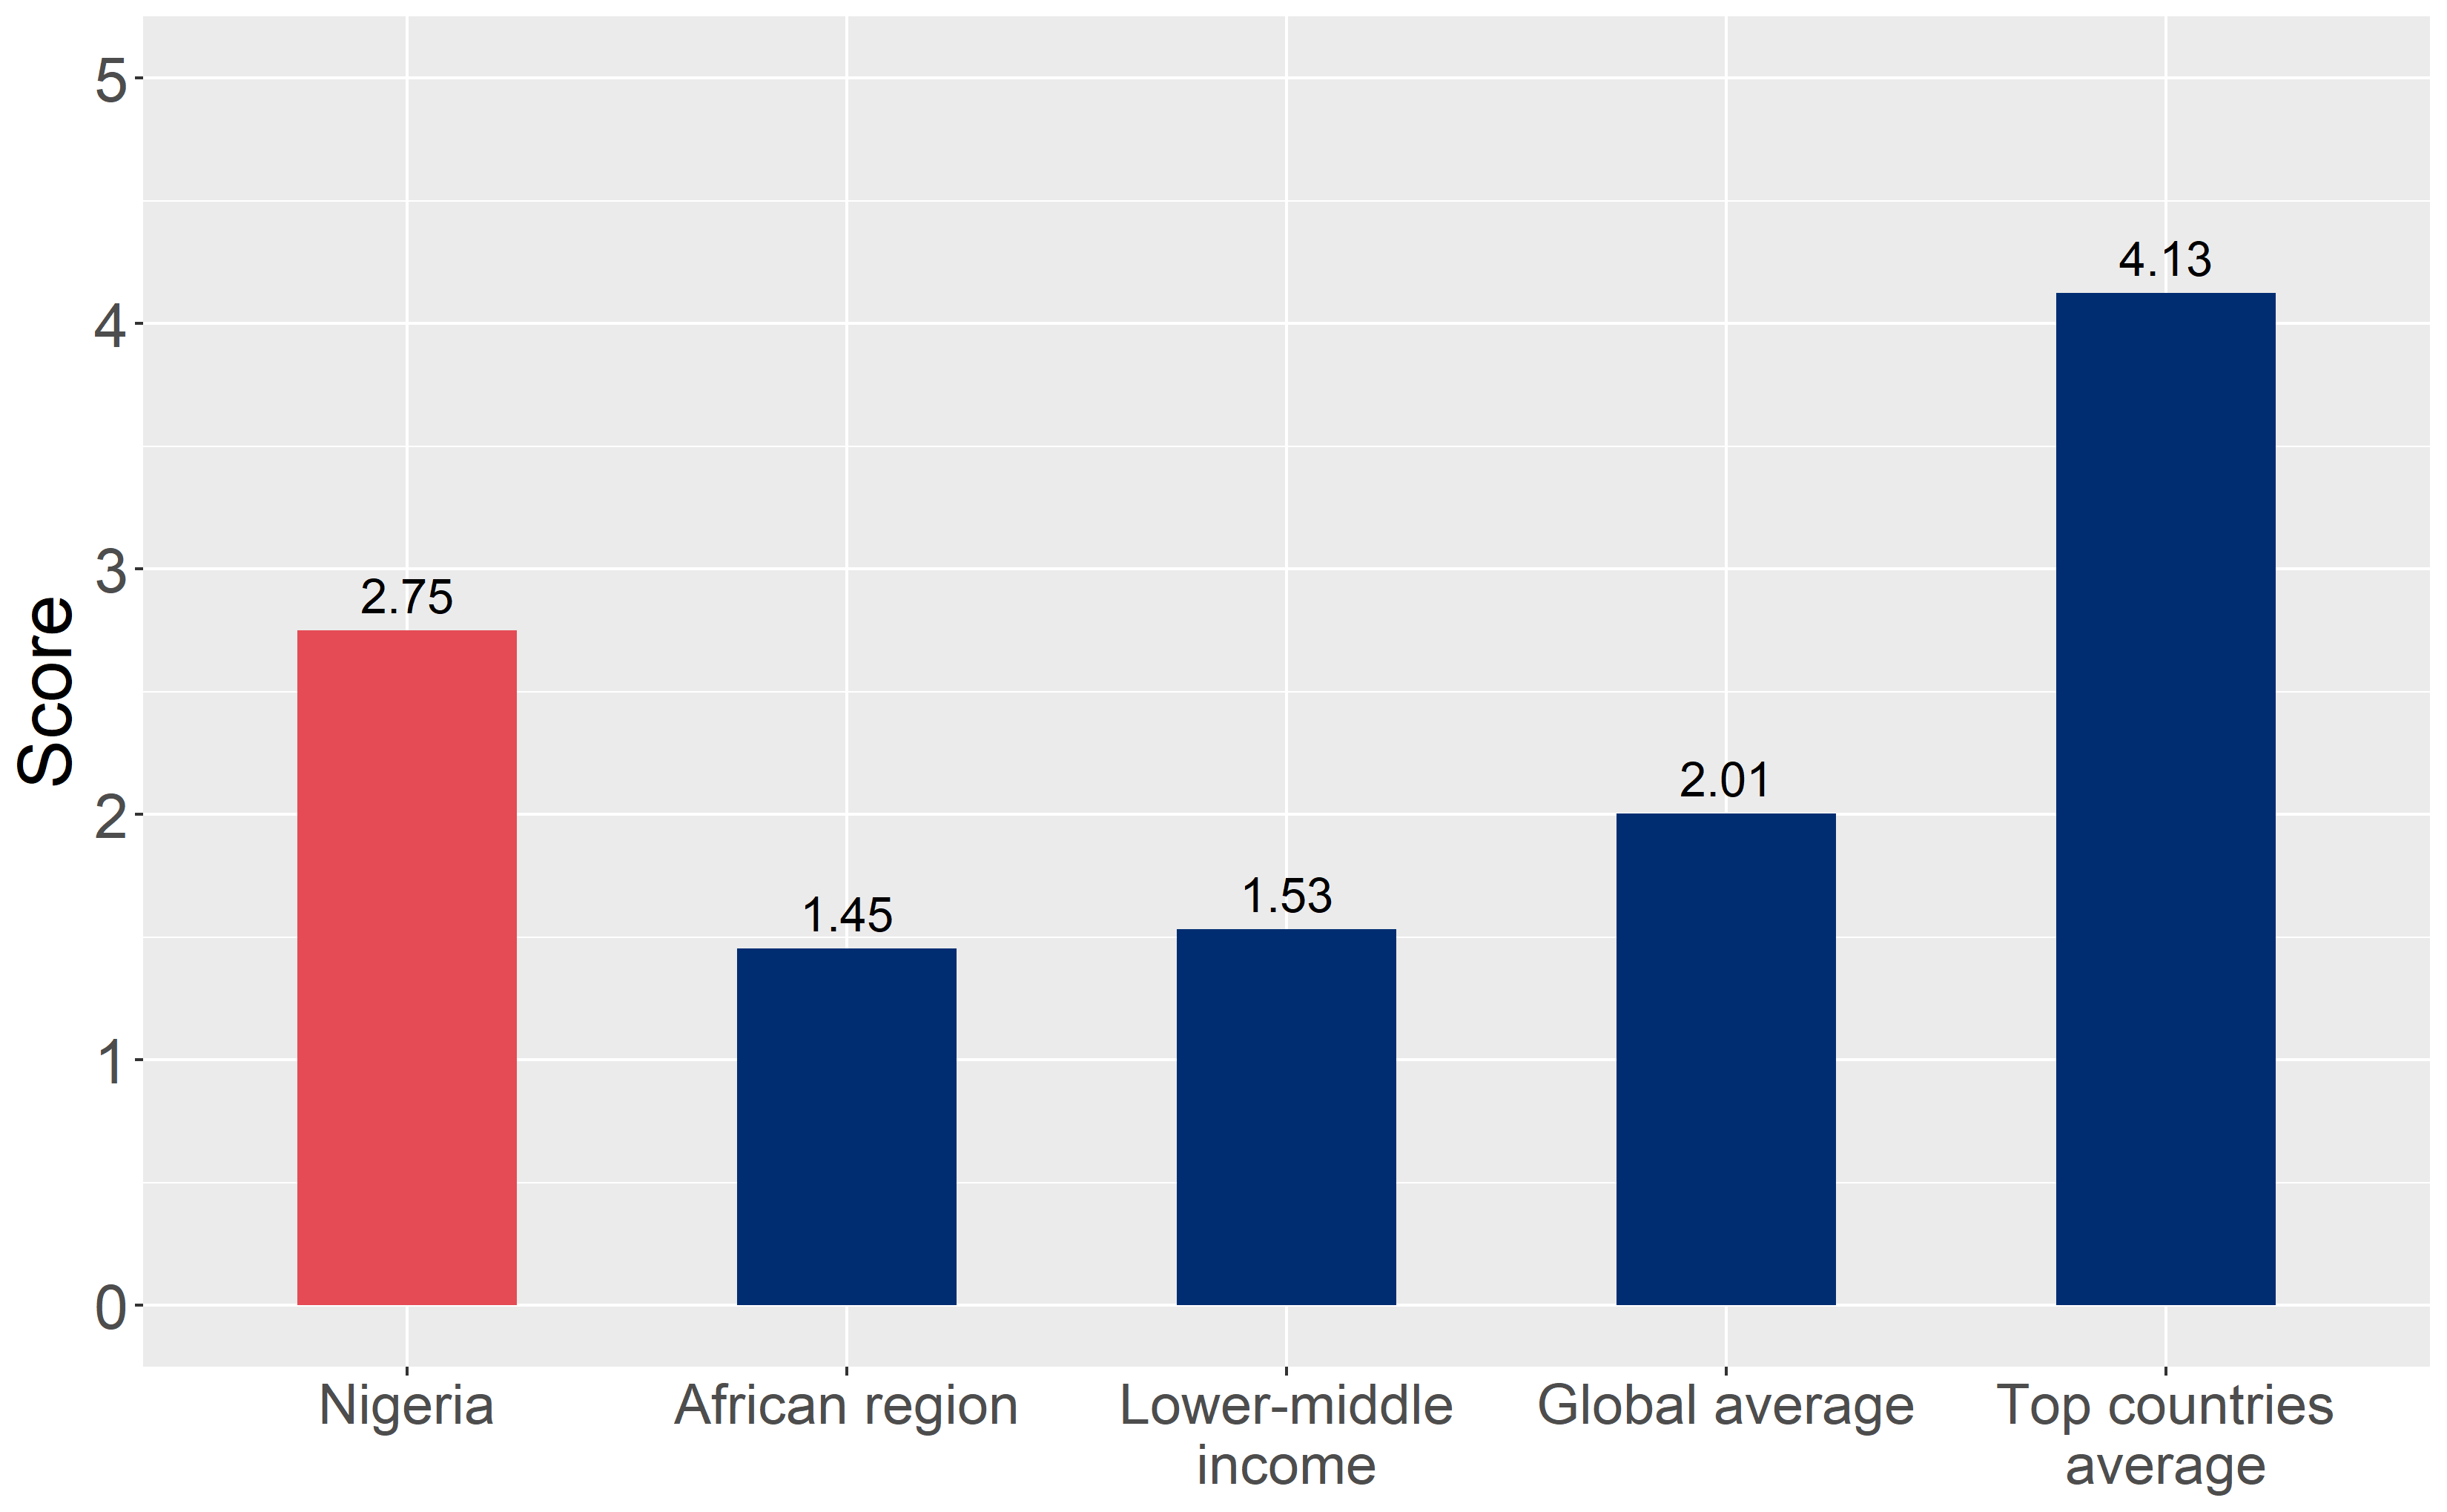 Score
5
4
3
2
1
0
2.75
1.45
1.53
2.01
4.13
Nigeria
African region
Lower-middle
income
Global average
Top countries
average